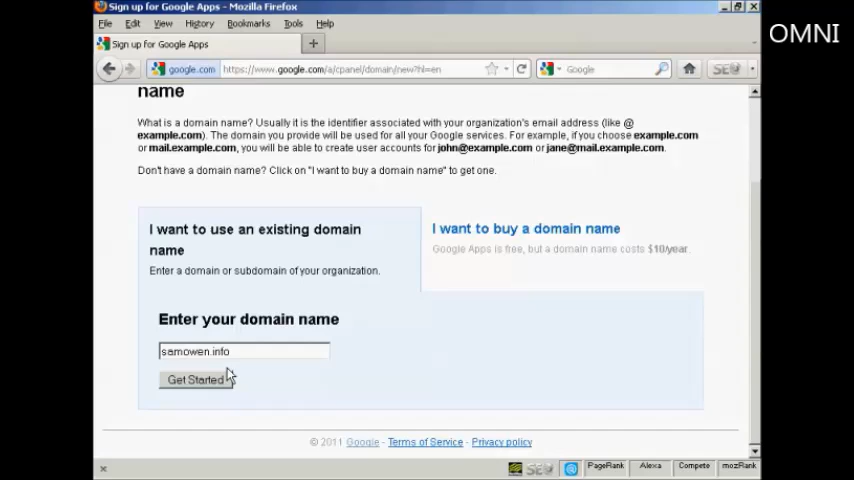 Sign up for Google Apps - Mozilla Firefox
OMNI
File Edit View History Bookmarks Tools Help
Sign up for Google Apps
google.com https://www.google.com/a/cpanel/domain/new?hl=en Google SEO
name
What is a domain name? Usually it is the identifier associated with your organization's email address (like @
example.com). The domain you provide will be used for all your Google services. For example, if you choose example.com
or mail.example.com, you will be able to create user accounts for john@example.com or jane@mail.example.com.
Don't have a domain name? Click on "I want to buy a domain name" to get one.
I want to use an existing domain
name
Enter a domain or subdomain of your organization.
I want to buy a domain name
Google Apps is free, but a domain name costs $10/year.
Enter your domain name
samowen.info
Get Started
© 2011 Google - Terms of Service - Privacy policy
SEO PageRank Alexa Compete mozRank